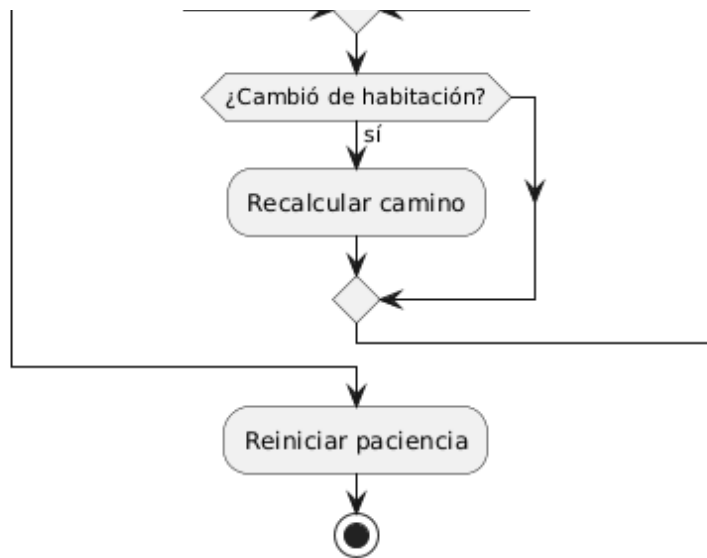 ¿Cambió de habitación?
sí
Recalcular camino
Reiniciar paciencia